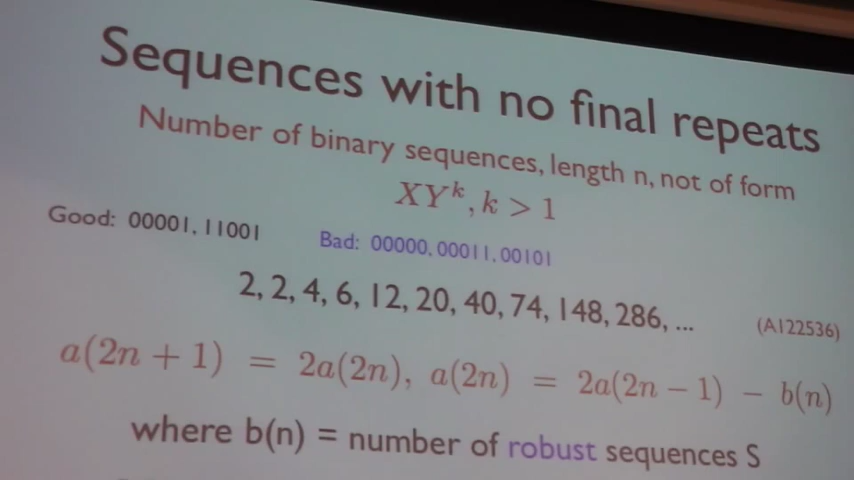 Sequences with no final repeats
Number of binary sequences, length n, not of form
XY^k, k > 1
Good: 00001, 11001 Bad: 00000, 00011, 00101
2, 2, 4, 6, 12, 20, 40, 74, 148, 286, ... (A122536)
a(2n + 1) = 2a(2n), a(2n) = 2a(2n − 1) − b(n)
where b(n) = number of robust sequences S